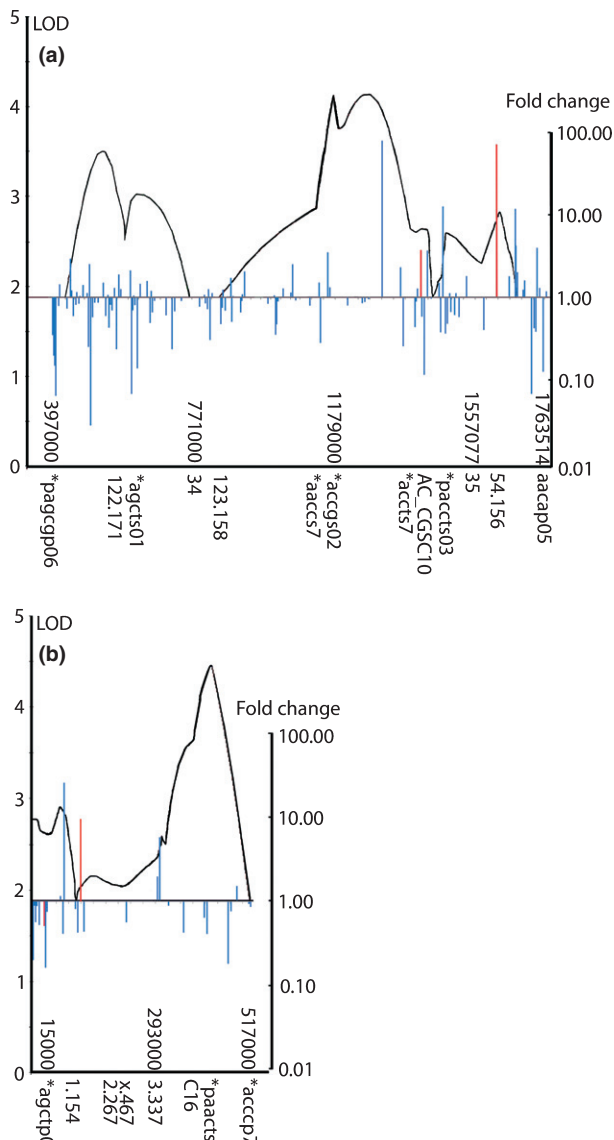 5
LOD
(a)
4
Fold change
100.00
3
10.00
2
1.00
1
0.10
0
0.01
397000
771000
1179000
1557077
1763514
*pagcgp06
122.171
*agcts01
34
123.158
*aaccs7
*accgs02
*accts7
AC_CGSC10
*paccts03
35
54.156
aacap05
5
LOD
(b)
4
Fold change
100.00
3
10.00
2
1.00
1
0.10
0
0.01
15000
293000
517000
1.154
2.267
X.467
3.337
C16